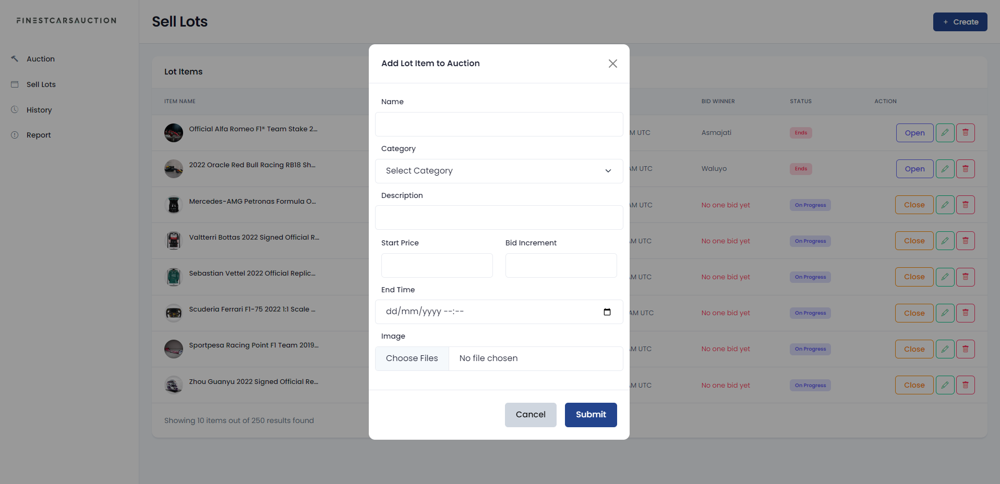 FINESTCARSAUCTION
Sell Lots
+ Create
Auction
Sell Lots
History
Report
Lot Items
ITEM NAME
BID WINNER
STATUS
ACTION
Official Alfa Romeo F1® Team Stake 2...
M UTC
Asmajati
Ends
Open
2022 Oracle Red Bull Racing RB18 Sh...
AM UTC
Waluyo
Ends
Open
Mercedes-AMG Petronas Formula O...
AM UTC
No one bid yet
On Progress
Close
Valtterri Bottas 2022 Signed Official R...
AM UTC
No one bid yet
On Progress
Close
Sebastian Vettel 2022 Official Replic...
AM UTC
No one bid yet
On Progress
Close
Scuderia Ferrari F1-75 2022 1:1 Scale ...
AM UTC
No one bid yet
On Progress
Close
Sportpesa Racing Point F1 Team 2019...
AM UTC
No one bid yet
On Progress
Close
Zhou Guanyu 2022 Signed Official Re...
AM UTC
No one bid yet
On Progress
Close
Showing 10 items out of 250 results found
Add Lot Item to Auction
Name
Category
Select Category
Description
Start Price
Bid Increment
End Time
dd/mm/yyyy --:--
Image
Choose Files
No file chosen
Cancel
Submit